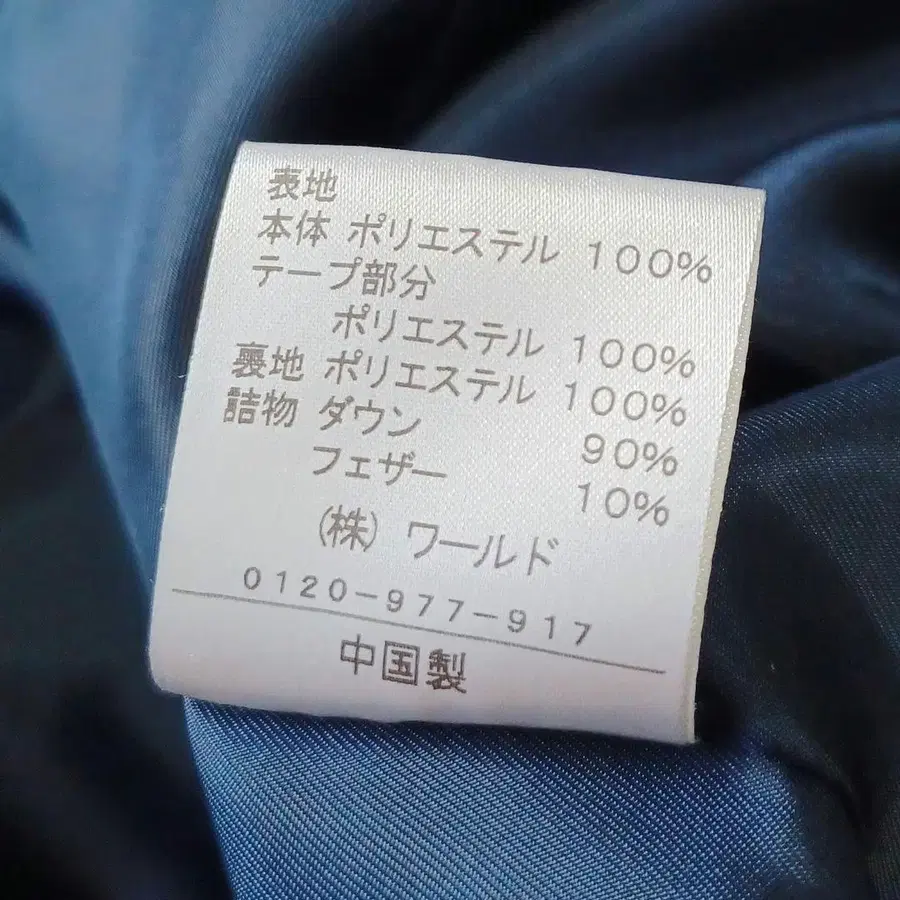 表地
本体 ポリエステル 100%
テープ部分
ポリエステル 100%
裏地 ポリエステル 100%
詰物 ダウン 90%
フェザー 10%
(株) ワールド
0120-977-917
中国製